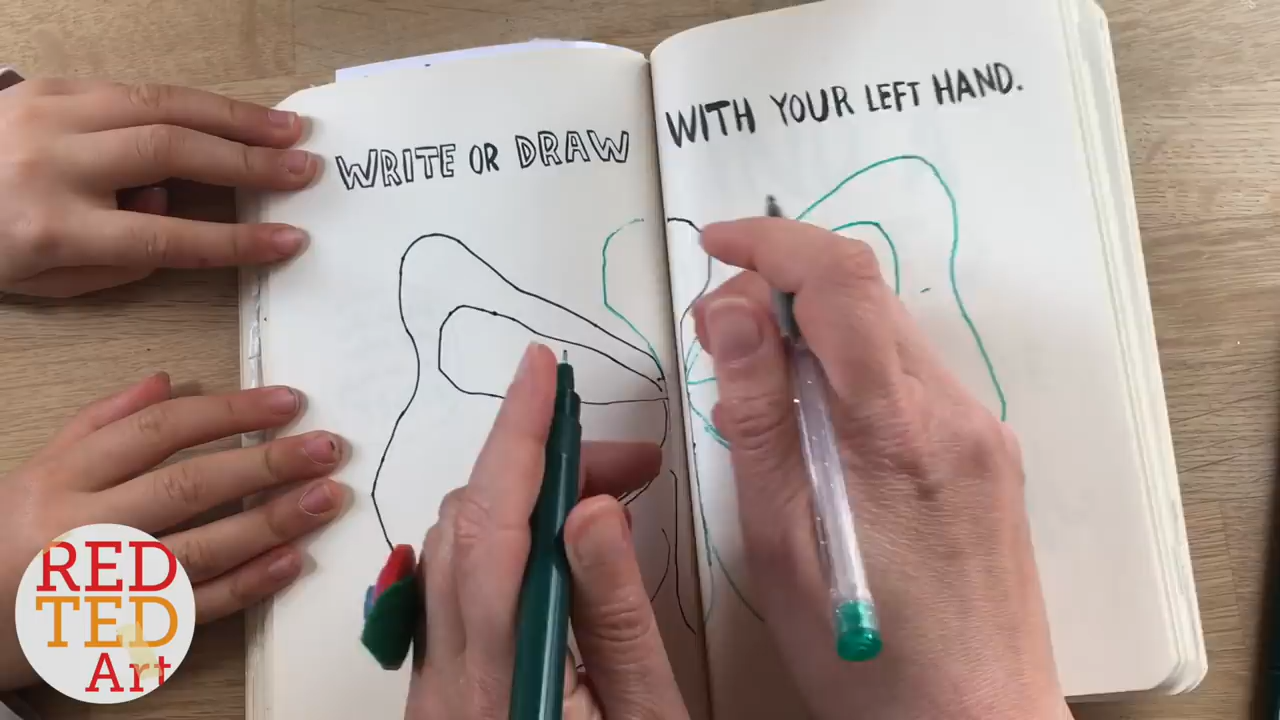 WRITE OR DRAW
WITH YOUR LEFT HAND.
RED
TED
Art